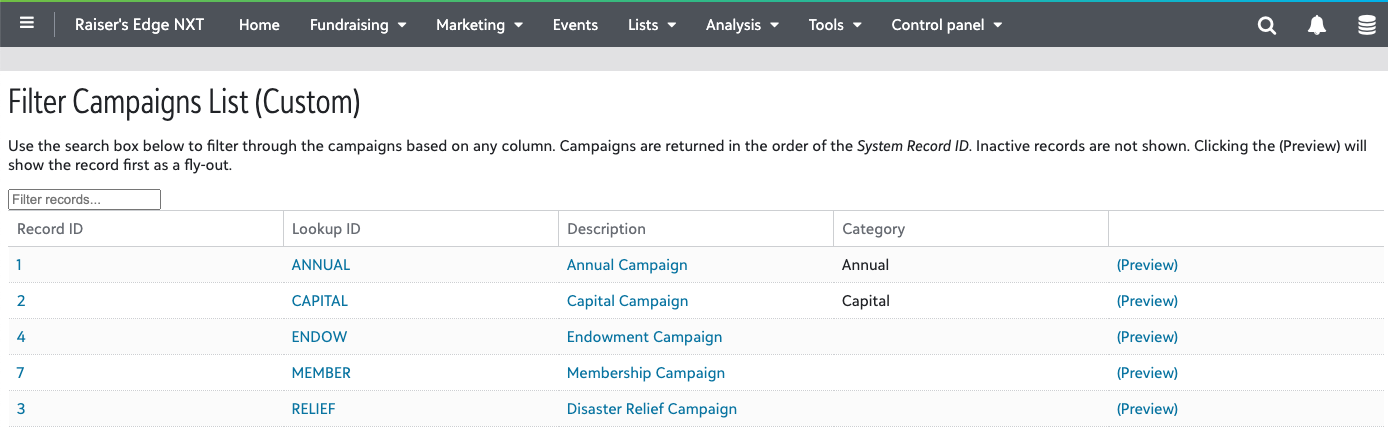 Raiser's Edge NXT Home Fundraising Marketing Events Lists Analysis Tools Control panel
Filter Campaigns List (Custom)
Use the search box below to filter through the campaigns based on any column. Campaigns are returned in the order of the System Record ID. Inactive records are not shown. Clicking the (Preview) will
show the record first as a fly-out.
Filter records...
Record ID Lookup ID Description Category
1 ANNUAL Annual Campaign Annual (Preview)
2 CAPITAL Capital Campaign Capital (Preview)
4 ENDOW Endowment Campaign (Preview)
7 MEMBER Membership Campaign (Preview)
3 RELIEF Disaster Relief Campaign (Preview)